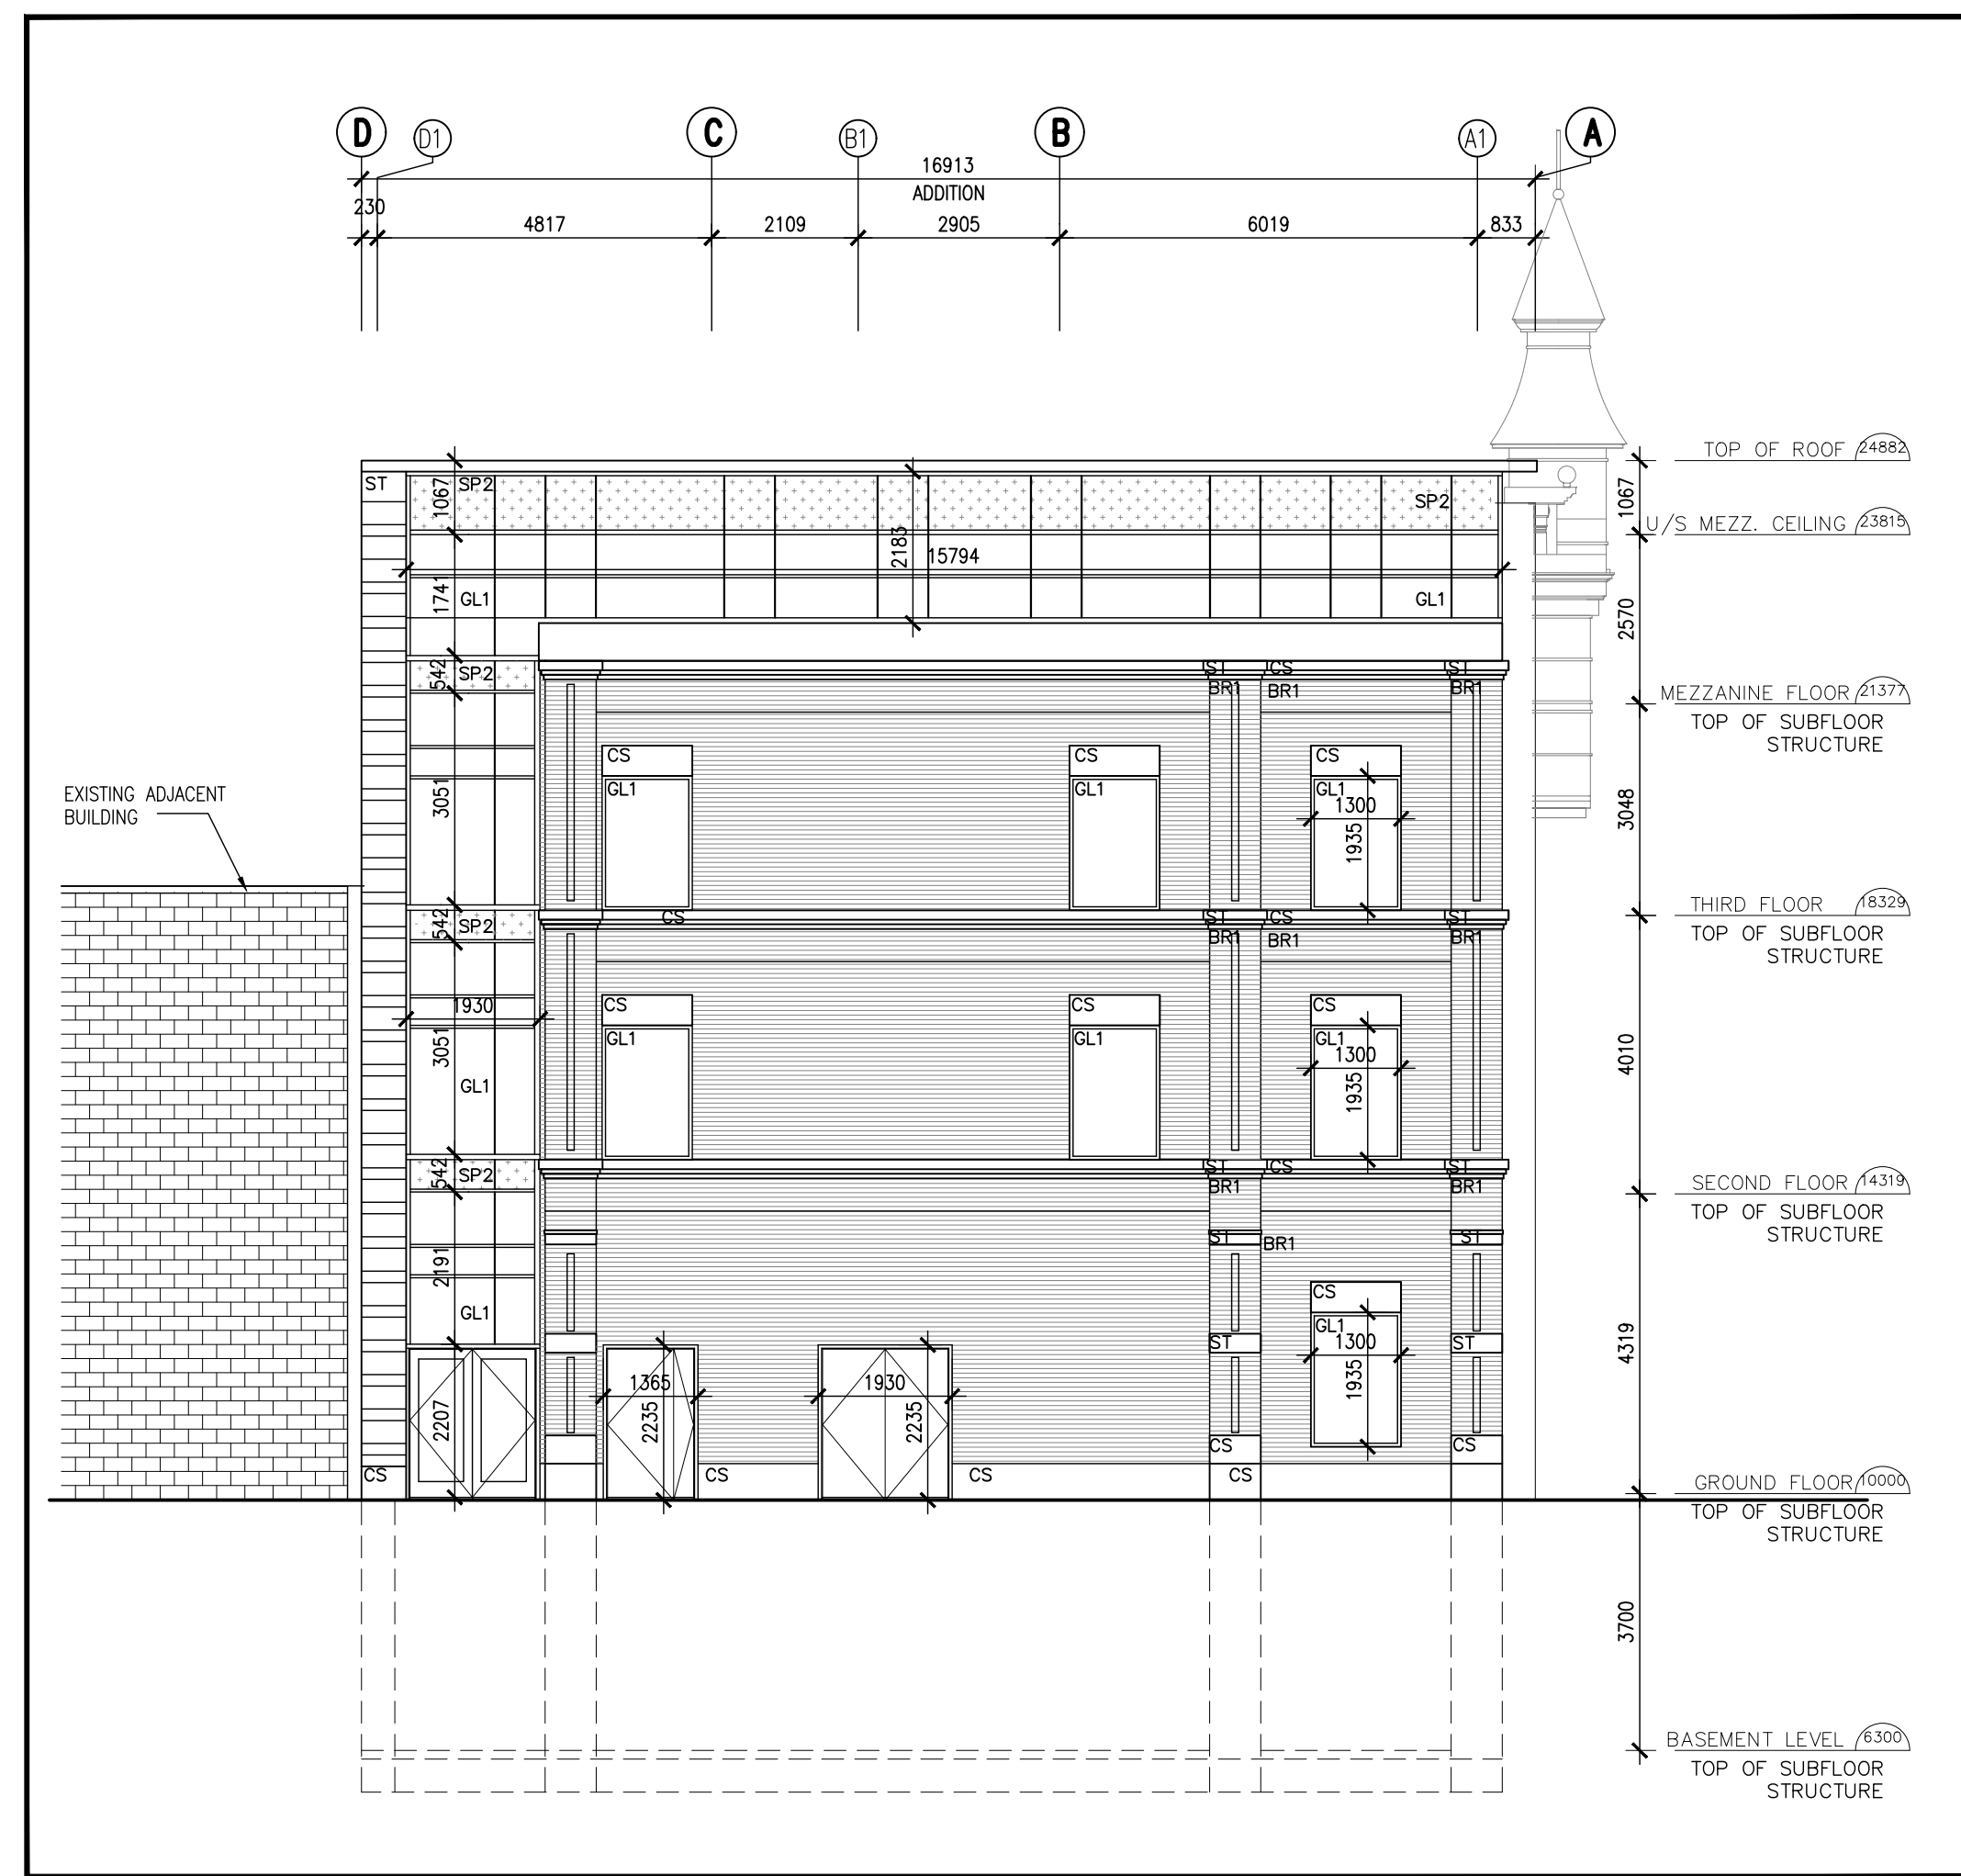 D D1 C B1 B A1 A
16913
ADDITION
230
4817 2109 2905 6019 833
TOP OF ROOF 24882
ST SP2 1067 SP2 1067
U/S MEZZ. CEILING 23815
2183 15794
1741 GL1 GL1 2570
542 SP2 ST CS ST
BR1 BR1 BR1
MEZZANINE FLOOR 21377
TOP OF SUBFLOOR
STRUCTURE
CS CS CS
GL1 GL1 GL1
EXISTING ADJACENT
BUILDING
3051 1300 1935 3048
THIRD FLOOR 18329
542 SP2 CS ST CS ST
BR1 BR1 BR1
TOP OF SUBFLOOR
STRUCTURE
1930 CS CS CS
3051 GL1 GL1 GL1
1300 1935 4010
GL1
542 SP2 ST CS ST
BR1 BR1
SECOND FLOOR 14319
TOP OF SUBFLOOR
STRUCTURE
ST BR1 ST
2191 CS
GL1 GL1
ST 1300 ST 4319
1365 1930 1935
2207 2235 2235
CS CS
CS CS CS CS
GROUND FLOOR 10000
TOP OF SUBFLOOR
STRUCTURE
3700
BASEMENT LEVEL 6300
TOP OF SUBFLOOR
STRUCTURE